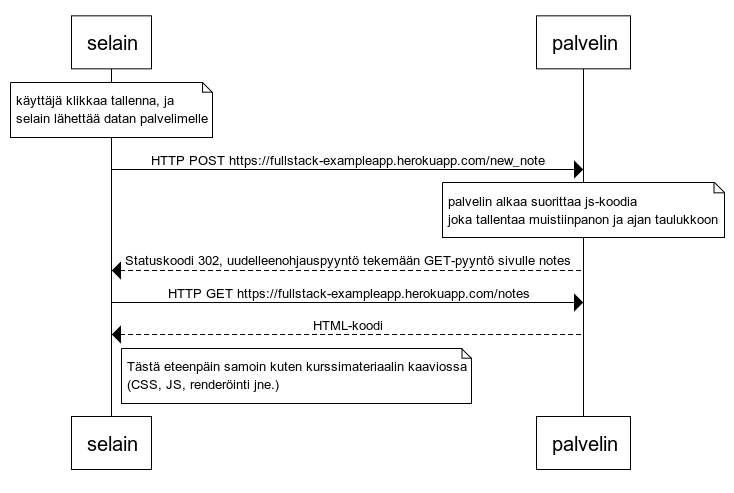 selain
palvelin
käyttäjä klikkaa tallenna, ja
selain lähettää datan palvelimelle
HTTP POST https://fullstack-exampleapp.herokuapp.com/new_note
palvelin alkaa suorittaa js-koodia
joka tallentaa muistiinpanon ja ajan taulukkoon
Statuskoodi 302, uudelleenohjauspyyntö tekemään GET-pyyntö sivulle notes
HTTP GET https://fullstack-exampleapp.herokuapp.com/notes
HTML-koodi
Tästä eteenpäin samoin kuten kurssimateriaalin kaaviossa
(CSS, JS, renderöinti jne.)
selain
palvelin